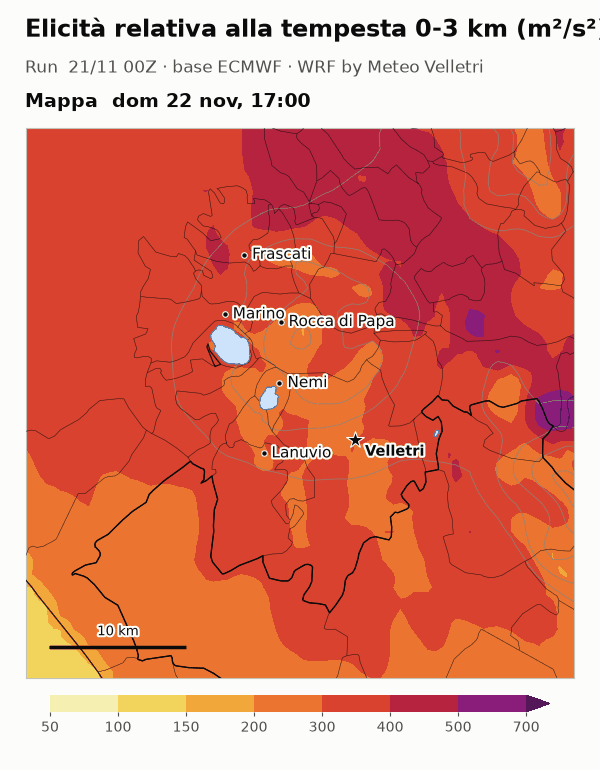 Elicità relativa alla tempesta 0-3 km (m²/s²)
Run 21/11 00Z · base ECMWF · WRF by Meteo Velletri
Mappa dom 22 nov, 17:00
Frascati
Marino
Rocca di Papa
Nemi
Velletri
Lanuvio
10 km
50 100 150 200 300 400 500 700